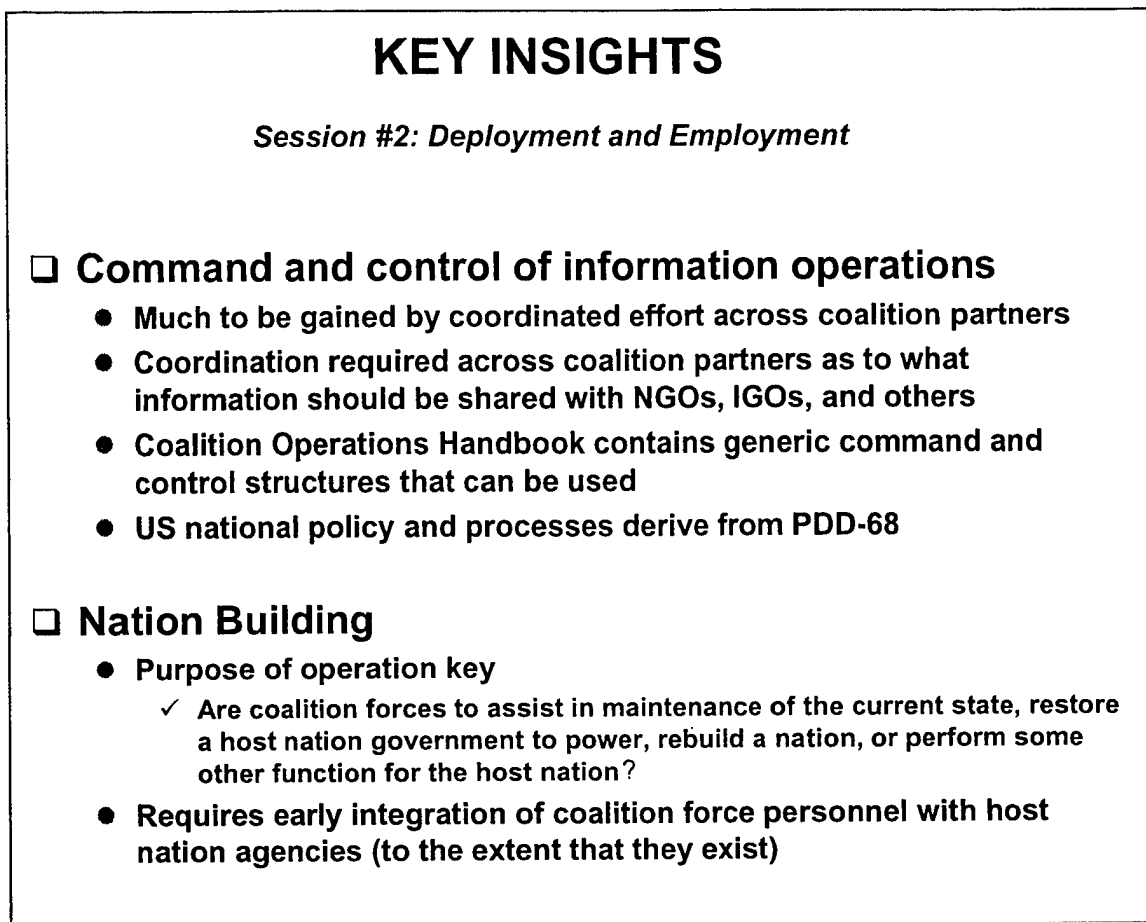 KEY INSIGHTS
Session #2: Deployment and Employment
❑ Command and control of information operations
● Much to be gained by coordinated effort across coalition partners
● Coordination required across coalition partners as to what
information should be shared with NGOs, IGOs, and others
● Coalition Operations Handbook contains generic command and
control structures that can be used
● US national policy and processes derive from PDD-68
❑ Nation Building
● Purpose of operation key
✓ Are coalition forces to assist in maintenance of the current state, restore
a host nation government to power, rebuild a nation, or perform some
other function for the host nation?
● Requires early integration of coalition force personnel with host
nation agencies (to the extent that they exist)